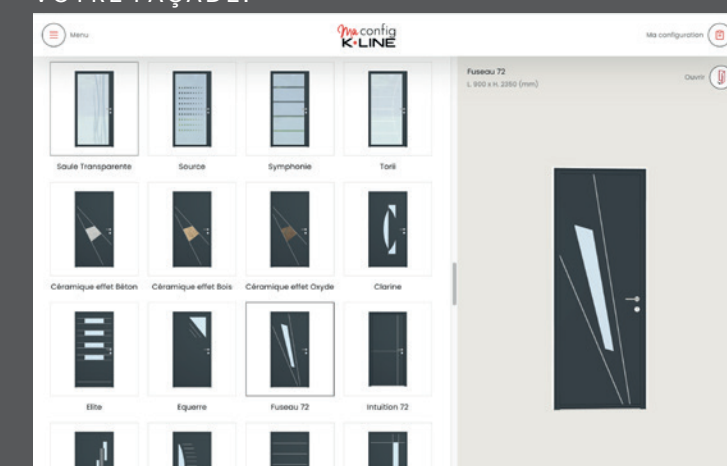 VOTRE FAÇADE.
Menu
Ma config
K•LINE
Ma configuration
Fuseau 72
L. 900 x H. 2250 (mm)
Ouvrir
Saule Transparente
Source
Symphonie
Torii
Céramique effet Béton
Céramique effet Bois
Céramique effet Oxyde
Clarine
Elite
Equerre
Fuseau 72
Intuition 72